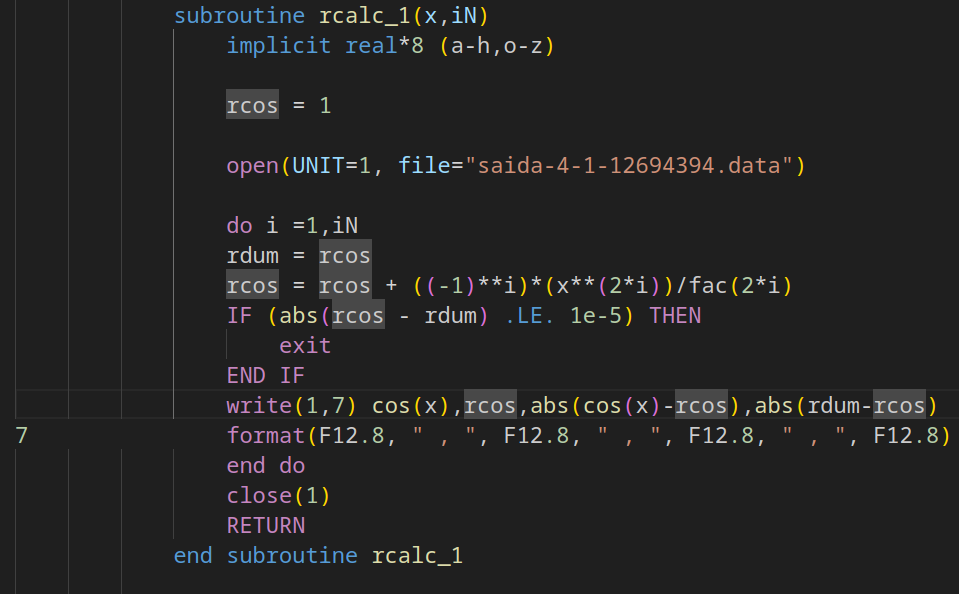 subroutine rcalc_1(x,iN)
implicit real*8 (a-h,o-z)
rcos = 1
open(UNIT=1, file="saida-4-1-12694394.data")
do i =1,iN
rdum = rcos
rcos = rcos + ((-1)**i)*(x**(2*i))/fac(2*i)
IF (abs(rcos - rdum) .LE. 1e-5) THEN
exit
END IF
write(1,7) cos(x),rcos,abs(cos(x)-rcos),abs(rdum-rcos)
7 format(F12.8, " , ", F12.8, " , ", F12.8, " , ", F12.8)
end do
close(1)
RETURN
end subroutine rcalc_1